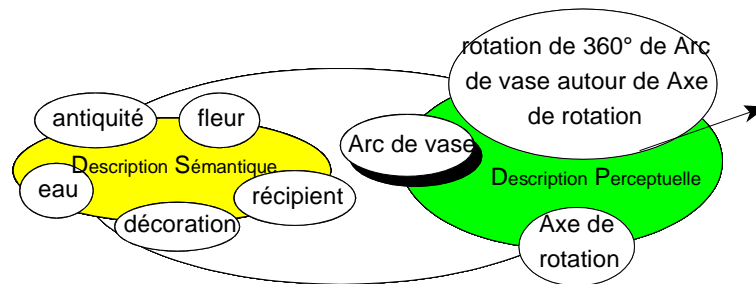 rotation de 360° de Arc
de vase autour de Axe
de rotation
antiquité
fleur
Arc de vase
Description Sémantique
Description Perceptuelle
eau
récipient
décoration
Axe de
rotation